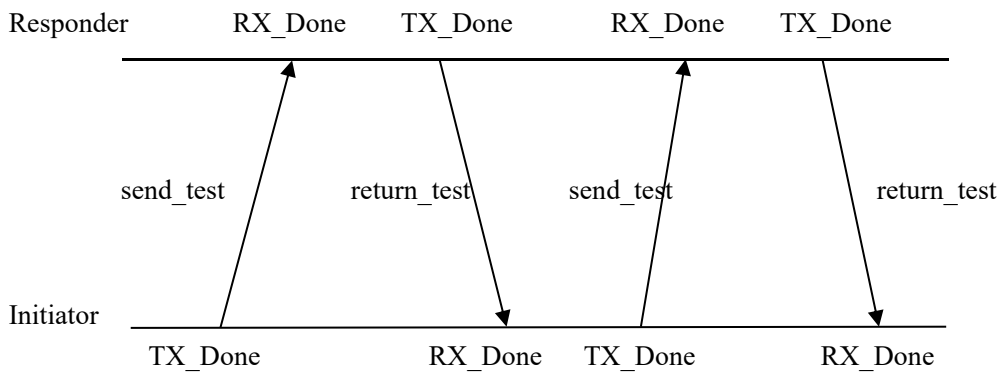 Responder RX_Done TX_Done RX_Done TX_Done
send_test return_test send_test return_test
Initiator
TX_Done RX_Done TX_Done RX_Done